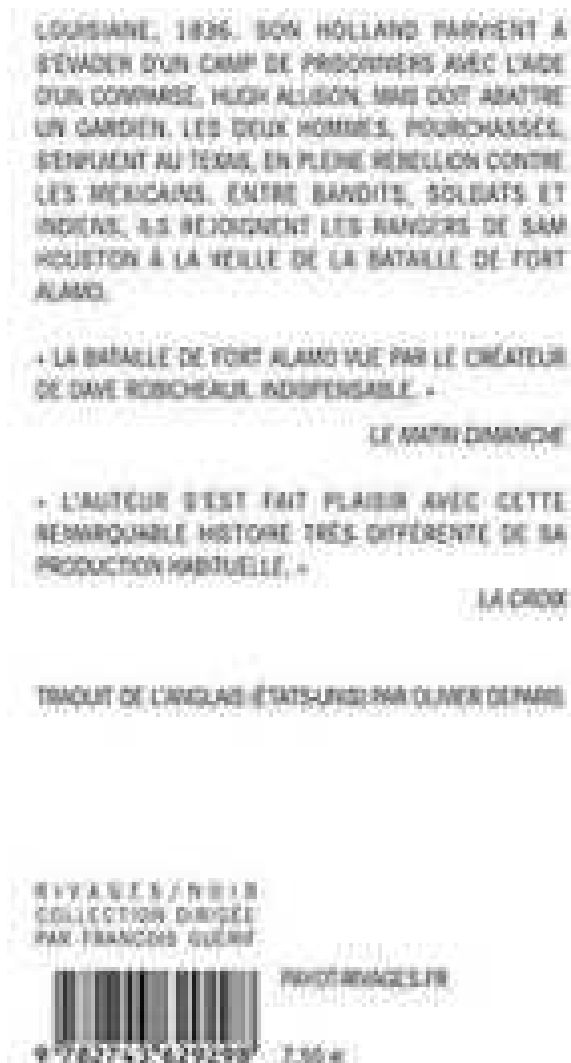 LOUISIANE, 1836. SON HOLLAND PARVIENT À
S'ÉVADER D'UN CAMP DE PRISONNIERS AVEC L'AIDE
D'UN COMPARSE, HUGH ALLISON, MAIS DOIT ABATTRE
UN GARDIEN. LES DEUX HOMMES, POURCHASSÉS,
S'ENFUIENT AU TEXAS, EN PLEINE RÉBELLION CONTRE
LES MEXICAINS. ENTRE BANDITS, SOLDATS ET
INDIENS, ILS REJOIGNENT LES RANGERS DE SAM
HOUSTON À LA VEILLE DE LA BATAILLE DE FORT
ALAMO.
« LA BATAILLE DE FORT ALAMO VUE PAR LE CRÉATEUR
DE DAVE ROBICHEAUX. INDISPENSABLE. »
LE MATIN DIMANCHE
« L'AUTEUR S'EST FAIT PLAISIR AVEC CETTE
REMARQUABLE HISTOIRE TRÈS DIFFÉRENTE DE SA
PRODUCTION HABITUELLE. »
LA CROIX
TRADUIT DE L'ANGLAIS (ÉTATS-UNIS) PAR OLIVIER DEPARIS
RIVAGES/NOIR
COLLECTION DIRIGÉE
PAR FRANÇOIS GUÉRIF
PAYOT-RIVAGES.FR
9 782743 629298
7,50 €